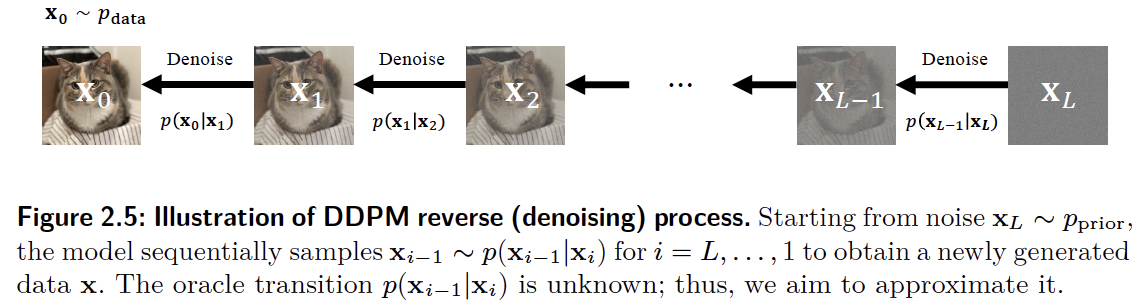 𝐱₀ ∼ p_data
Denoise Denoise Denoise
𝐱₀ 𝐱₁ 𝐱₂ ⋯ 𝐱_{L−1} 𝐱_L
p(𝐱₀|𝐱₁) p(𝐱₁|𝐱₂) p(𝐱_{L−1}|𝐱_L)
Figure 2.5: Illustration of DDPM reverse (denoising) process. Starting from noise 𝐱_L ∼ p_prior,
the model sequentially samples 𝐱_{i−1} ∼ p(𝐱_{i−1}|𝐱_i) for i = L, . . . , 1 to obtain a newly generated
data 𝐱. The oracle transition p(𝐱_{i−1}|𝐱_i) is unknown; thus, we aim to approximate it.